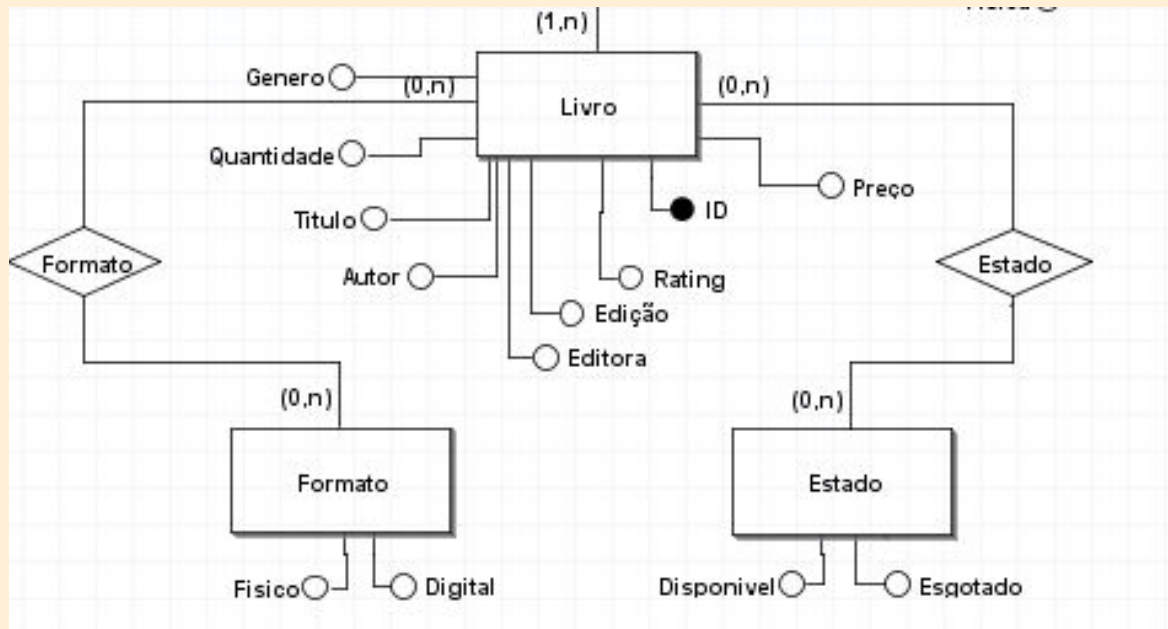 (1,n)
Genero
(0,n)
Livro
(0,n)
Quantidade
Preço
ID
Titulo
Formato
Autor
Rating
Estado
Edição
Editora
(0,n)
(0,n)
Formato
Estado
Fisico
Digital
Disponivel
Esgotado